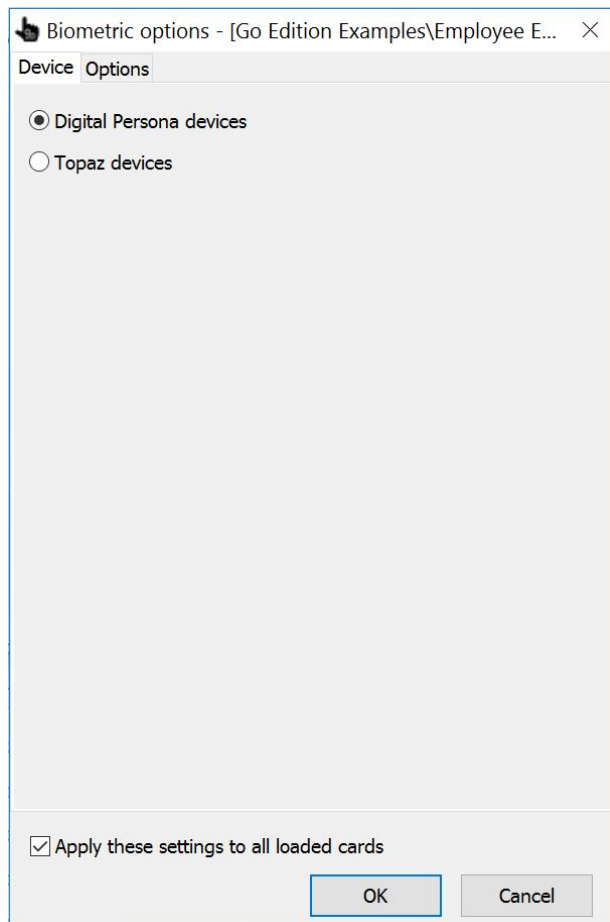 Biometric options - [Go Edition Examples\Employee E...
Device Options
Digital Persona devices
Topaz devices
Apply these settings to all loaded cards
OK Cancel